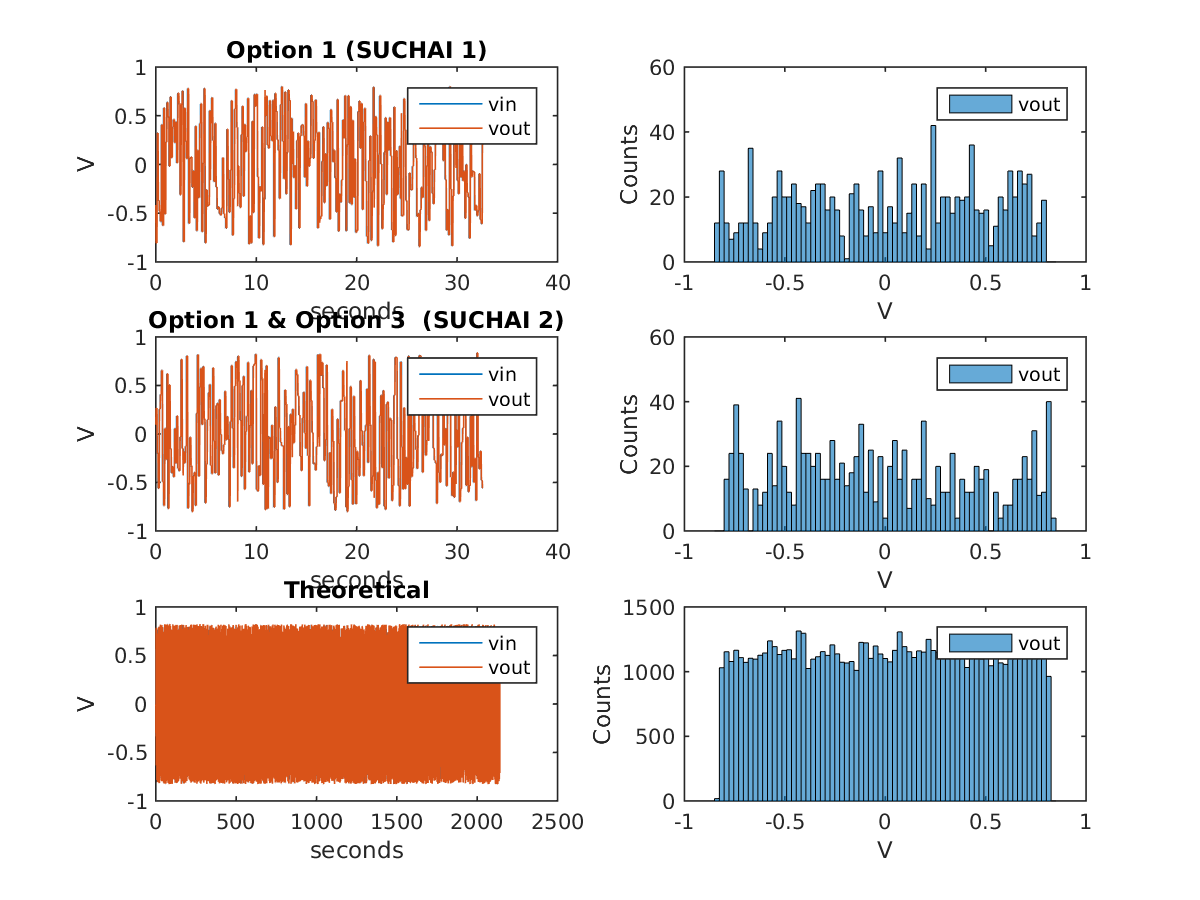 Option 1 (SUCHAI 1)
1
0.5
0
-0.5
-1
V
vin
vout
0 10 20 30 40
seconds
60
40
20
0
Counts
vout
-1 -0.5 0 0.5 1
V
Option 1 & Option 3 (SUCHAI 2)
1
0.5
0
-0.5
-1
V
vin
vout
0 10 20 30 40
seconds
60
40
20
0
Counts
vout
-1 -0.5 0 0.5 1
V
Theoretical
1
0.5
0
-0.5
-1
V
vin
vout
0 500 1000 1500 2000 2500
seconds
1500
1000
500
0
Counts
vout
-1 -0.5 0 0.5 1
V